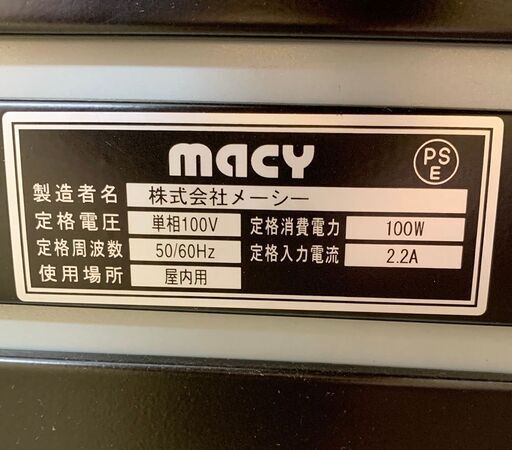 macy
PS
E
製造者名 株式会社メーシー
定格電圧 単相100V 定格消費電力 100W
定格周波数 50/60Hz 定格入力電流 2.2A
使用場所 屋内用